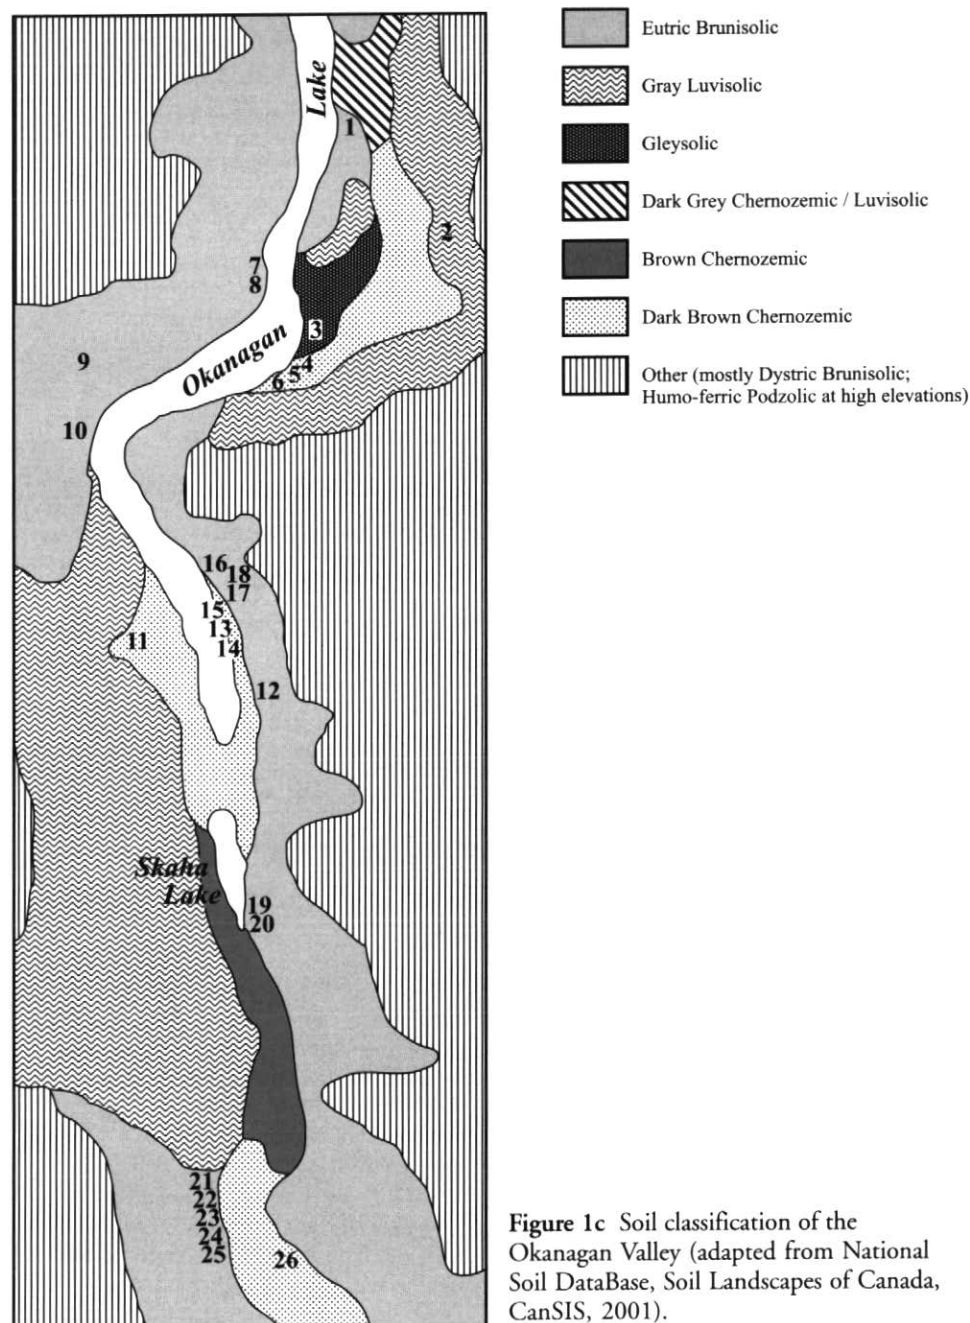 Lake
1
2
7
8
3
Okanagan
4
5
6
9
10
16
18
17
15
13
14
11
12
Skaha
Lake
19
20
21
22
23
24
25
26
Eutric Brunisolic
Gray Luvisolic
Gleysolic
Dark Grey Chernozemic / Luvisolic
Brown Chernozemic
Dark Brown Chernozemic
Other (mostly Dystric Brunisolic;
Humo-ferric Podzolic at high elevations)
Figure 1c Soil classification of the
Okanagan Valley (adapted from National
Soil DataBase, Soil Landscapes of Canada,
CanSIS, 2001).